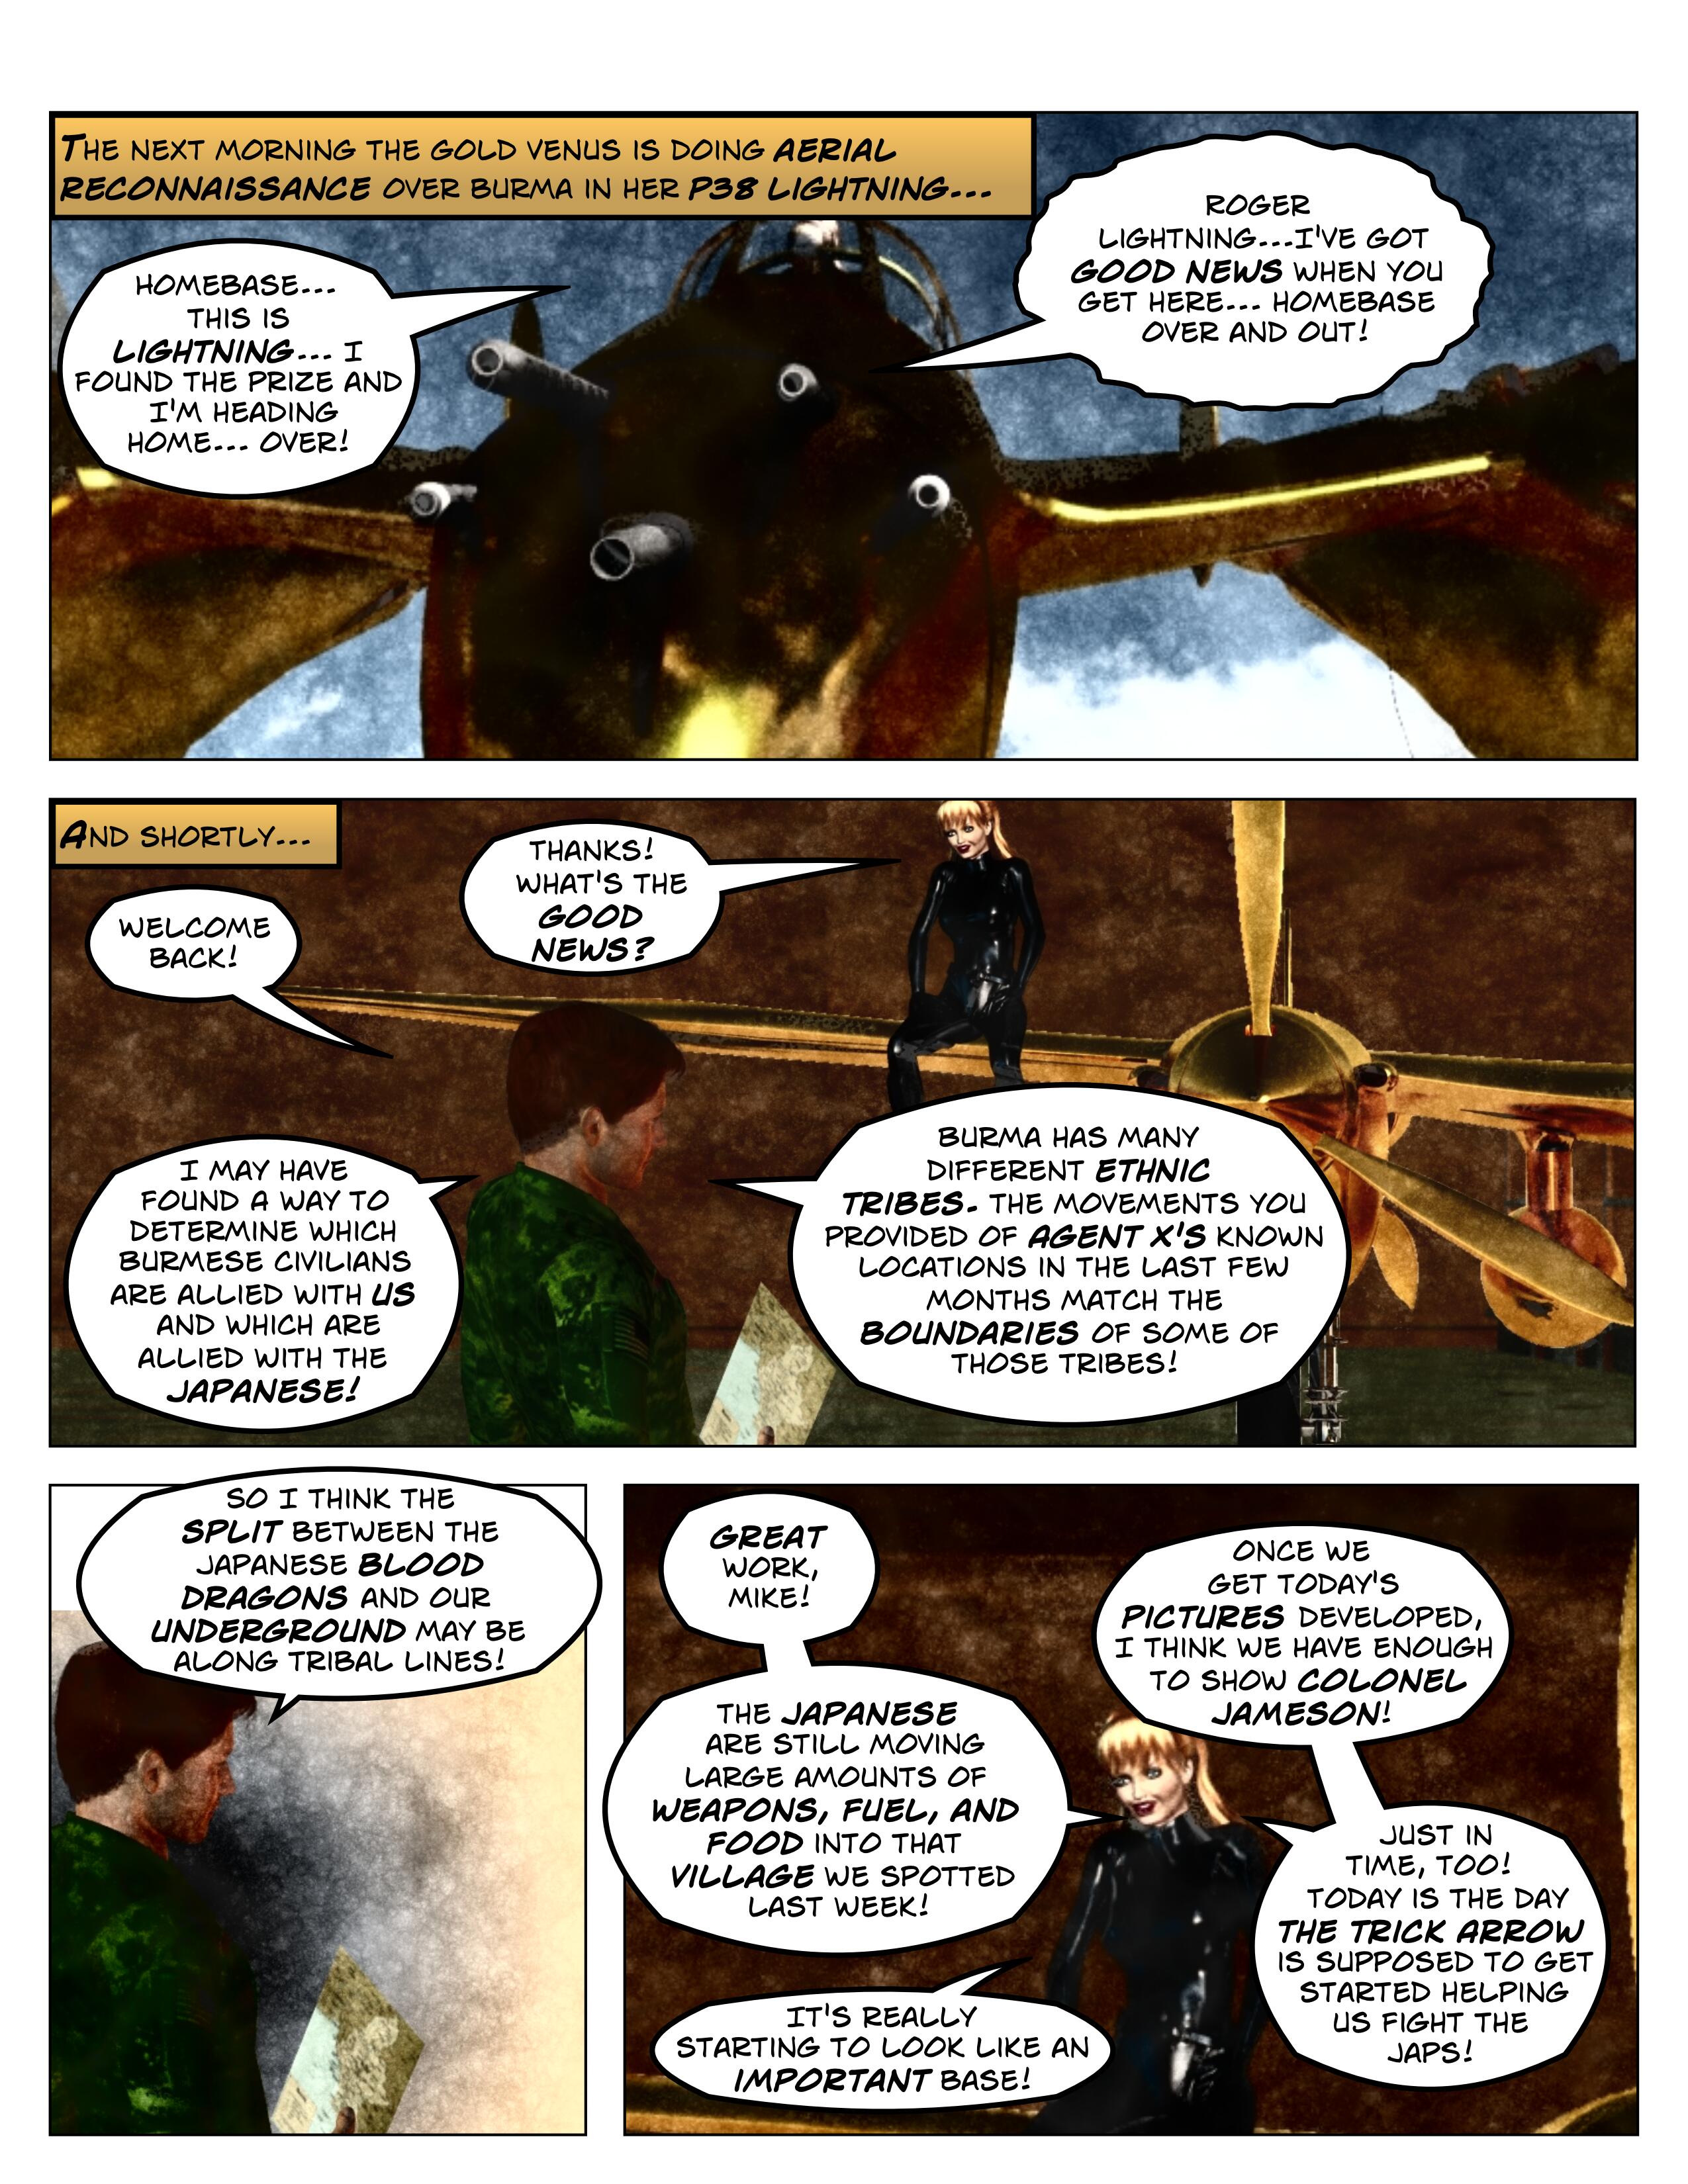 THE NEXT MORNING THE GOLD VENUS IS DOING AERIAL
RECONNAISSANCE OVER BURMA IN HER P38 LIGHTNING...
HOMEBASE...
THIS IS
LIGHTNING... I
FOUND THE PRIZE AND
I'M HEADING
HOME... OVER!
ROGER
LIGHTNING...I'VE GOT
GOOD NEWS WHEN YOU
GET HERE... HOMEBASE
OVER AND OUT!
AND SHORTLY...
WELCOME
BACK!
THANKS!
WHAT'S THE
GOOD
NEWS?
I MAY HAVE
FOUND A WAY TO
DETERMINE WHICH
BURMESE CIVILIANS
ARE ALLIED WITH US
AND WHICH ARE
ALLIED WITH THE
JAPANESE!
BURMA HAS MANY
DIFFERENT ETHNIC
TRIBES. THE MOVEMENTS YOU
PROVIDED OF AGENT X'S KNOWN
LOCATIONS IN THE LAST FEW
MONTHS MATCH THE
BOUNDARIES OF SOME OF
THOSE TRIBES!
SO I THINK THE
SPLIT BETWEEN THE
JAPANESE BLOOD
DRAGONS AND OUR
UNDERGROUND MAY BE
ALONG TRIBAL LINES!
GREAT
WORK,
MIKE!
THE JAPANESE
ARE STILL MOVING
LARGE AMOUNTS OF
WEAPONS, FUEL, AND
FOOD INTO THAT
VILLAGE WE SPOTTED
LAST WEEK!
IT'S REALLY
STARTING TO LOOK LIKE AN
IMPORTANT BASE!
ONCE WE
GET TODAY'S
PICTURES DEVELOPED,
I THINK WE HAVE ENOUGH
TO SHOW COLONEL
JAMESON!
JUST IN
TIME, TOO!
TODAY IS THE DAY
THE TRICK ARROW
IS SUPPOSED TO GET
STARTED HELPING
US FIGHT THE
JAPS!